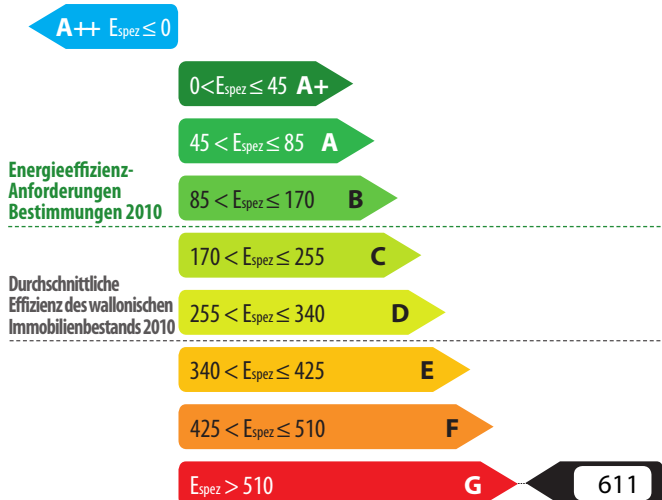 A++ Espez ≤ 0
0<Espez ≤ 45 A+
45 < Espez ≤ 85 A
Energieeffizienz-
Anforderungen
Bestimmungen 2010
85 < Espez ≤ 170 B
170 < Espez ≤ 255 C
Durchschnittliche
Effizienz des wallonischen
Immobilienbestands 2010
255 < Espez ≤ 340 D
340 < Espez ≤ 425 E
425 < Espez ≤ 510 F
Espez > 510 G
611